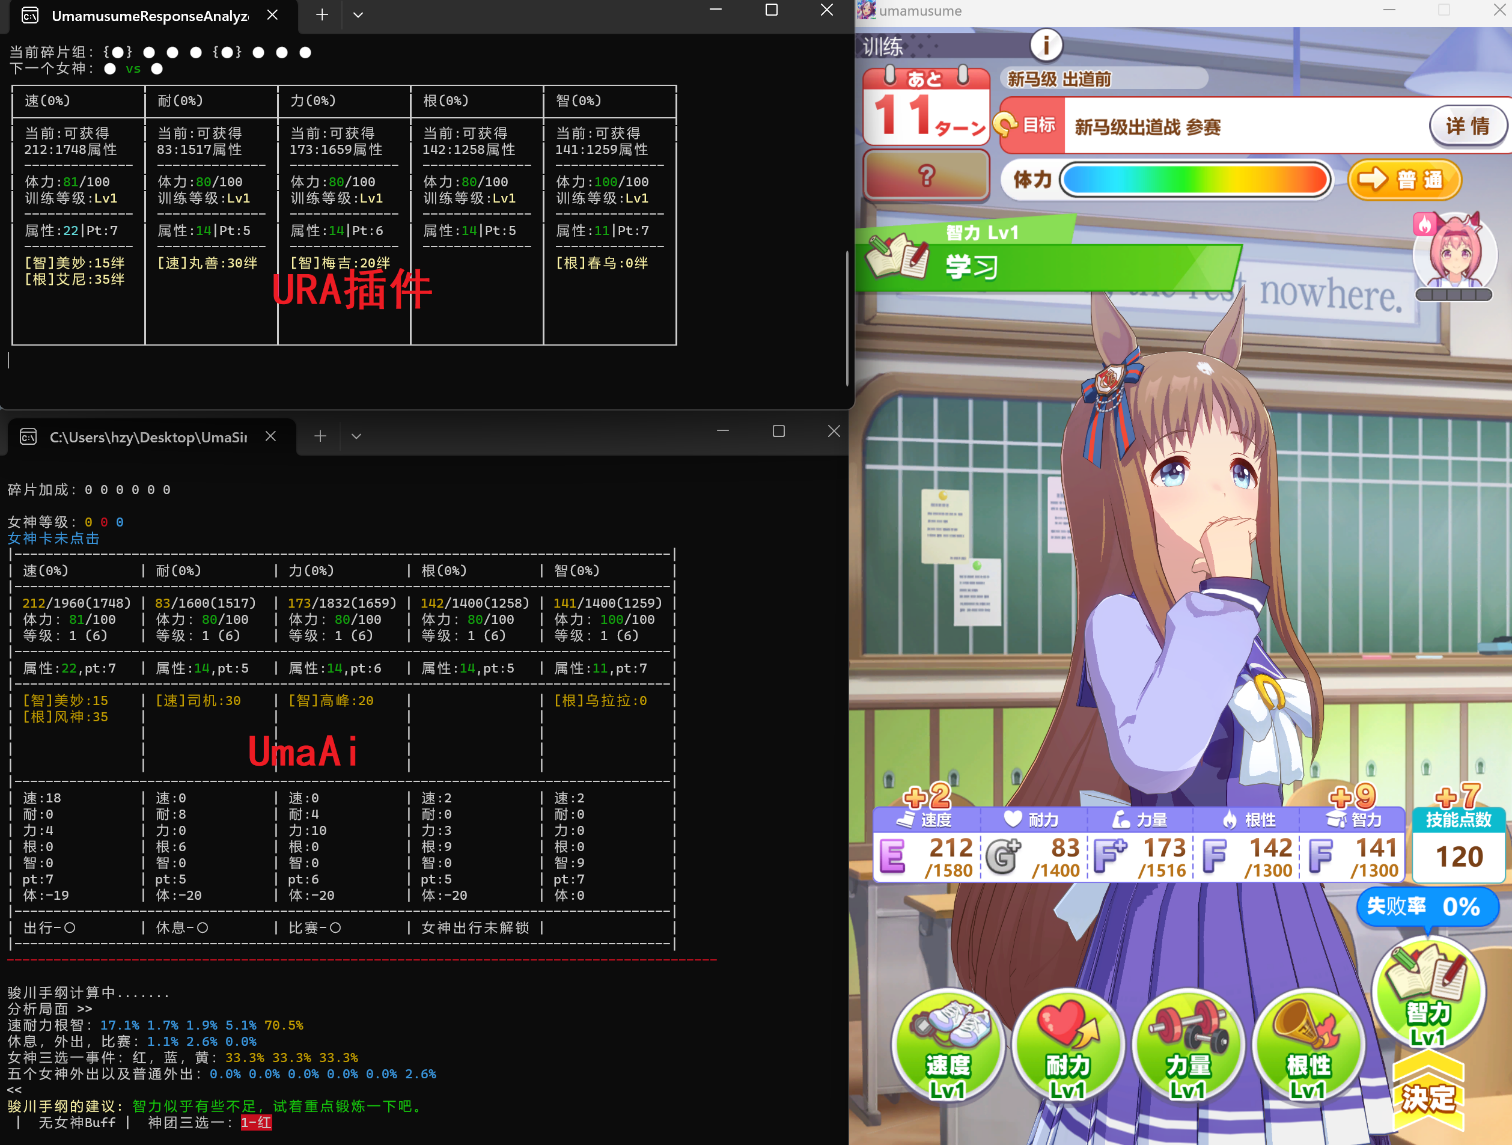 UmamusumeResponseAnalyze
当前碎片组: {●} ● ● ● {●} ● ● ●
下一个女神: ● vs ●
速(0%) 耐(0%) 力(0%) 根(0%) 智(0%)
当前:可获得 当前:可获得 当前:可获得 当前:可获得 当前:可获得
212:1748属性 83:1517属性 173:1659属性 142:1258属性 141:1259属性
体力:81/100 体力:80/100 体力:80/100 体力:80/100 体力:100/100
训练等级:Lv1 训练等级:Lv1 训练等级:Lv1 训练等级:Lv1 训练等级:Lv1
属性:22|Pt:7 属性:14|Pt:5 属性:14|Pt:6 属性:14|Pt:5 属性:11|Pt:7
[智]美妙:15绊 [速]丸善:30绊 [智]梅吉:20绊 [根]春乌:0绊
[根]艾尼:35绊
URA插件
C:\Users\hzy\Desktop\UmaSi
碎片加成: 0 0 0 0 0 0
女神等级: 0 0 0
女神卡未点击
速(0%) | 耐(0%) | 力(0%) | 根(0%) | 智(0%)
212/1960(1748) | 83/1600(1517) | 173/1832(1659) | 142/1400(1258) | 141/1400(1259)
体力: 81/100 | 体力: 80/100 | 体力: 80/100 | 体力: 80/100 | 体力: 100/100
等级: 1 (6) | 等级: 1 (6) | 等级: 1 (6) | 等级: 1 (6) | 等级: 1 (6)
属性:22,pt:7 | 属性:14,pt:5 | 属性:14,pt:6 | 属性:14,pt:5 | 属性:11,pt:7
[智]美妙:15 | [速]司机:30 | [智]高峰:20 | | [根]乌拉拉:0
[根]风神:35
UmaAi
速:18 | 速:0 | 速:0 | 速:2 | 速:2
耐:0 | 耐:8 | 耐:4 | 耐:0 | 耐:0
力:4 | 力:0 | 力:10 | 力:3 | 力:0
根:0 | 根:6 | 根:0 | 根:9 | 根:0
智:0 | 智:0 | 智:0 | 智:0 | 智:9
pt:7 | pt:5 | pt:6 | pt:5 | pt:7
体:-19 | 体:-20 | 体:-20 | 体:-20 | 体:0
出行-〇 | 休息-〇 | 比赛-〇 | 女神出行未解锁 |
骏川手纲计算中.......
分析局面 >>
速耐力根智: 17.1% 1.7% 1.9% 5.1% 70.5%
休息, 外出, 比赛: 1.1% 2.6% 0.0%
女神三选一事件: 红, 蓝, 黄: 33.3% 33.3% 33.3%
五个女神外出以及普通外出: 0.0% 0.0% 0.0% 0.0% 0.0% 2.6%
<<
骏川手纲的建议: 智力似乎有些不足, 试着重点锻炼一下吧。
| 无女神Buff | 神团三选一: 1-红
umamusume
训练
i
あと
11ターン
新马级 出道前
目标
新马级出道战 参赛
详情
?
体力
普通
智力 Lv1
学习
the rest nowhere.
+2 +9 +7
速度 耐力 力量 根性 智力 技能点数
E 212 G+ 83 F+ 173 F 142 F 141 120
/1580 /1400 /1516 /1300 /1300
失败率 0%
速度 Lv1
耐力 Lv1
力量 Lv1
根性 Lv1
智力 Lv1
決定